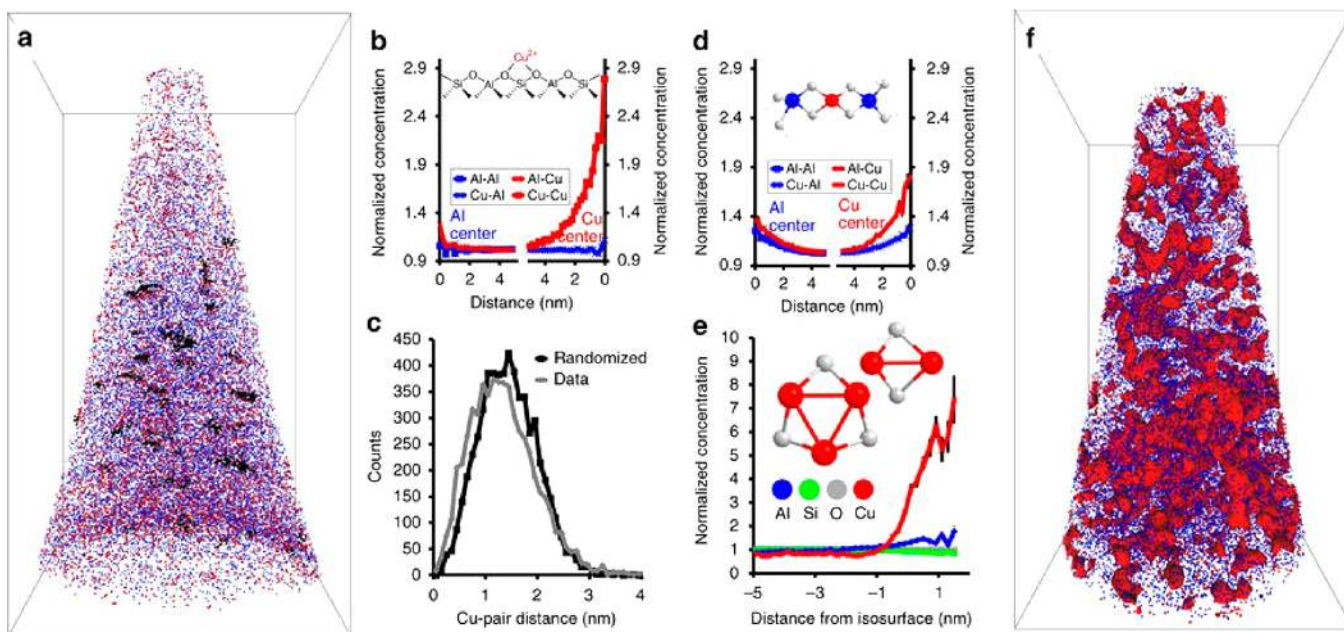 a
b
Cu2+
O O O O
Si Al Si Al Si
2.9 2.9
2.4 2.4
1.9 1.9
1.4 1.4
0.9 0.9
Normalized concentration
Normalized concentration
Al-Al Al-Cu
Cu-Al Cu-Cu
Al center
Cu center
0 2 4 4 2 0
Distance (nm)
c
450
400
350
300
250
200
150
100
50
0
Counts
Randomized
Data
0 1 2 3 4
Cu-pair distance (nm)
d
2.9 2.9
2.4 2.4
1.9 1.9
1.4 1.4
0.9 0.9
Normalized concentration
Normalized concentration
Al-Al Al-Cu
Cu-Al Cu-Cu
Al center
Cu center
0 2 4 4 2 0
Distance (nm)
e
10
9
8
7
6
5
4
3
2
1
0
Normalized concentration
Al Si O Cu
−5 −3 −1 1
Distance from isosurface (nm)
f